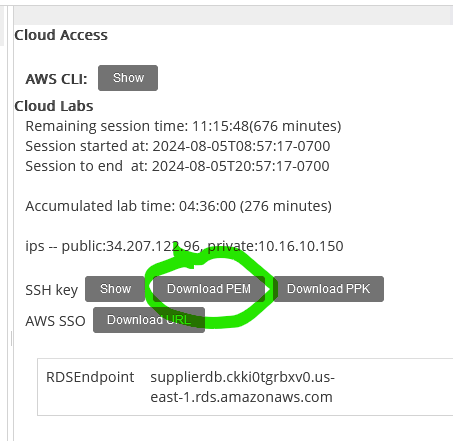 Cloud Access
AWS CLI: Show
Cloud Labs
Remaining session time: 11:15:48(676 minutes)
Session started at: 2024-08-05T08:57:17-0700
Session to end at: 2024-08-05T20:57:17-0700
Accumulated lab time: 04:36:00 (276 minutes)
ips -- public:34.207.122.96, private:10.16.10.150
SSH key Show Download PEM Download PPK
AWS SSO Download URL
RDSEndpoint supplierdb.ckki0tgrbxv0.us-
east-1.rds.amazonaws.com